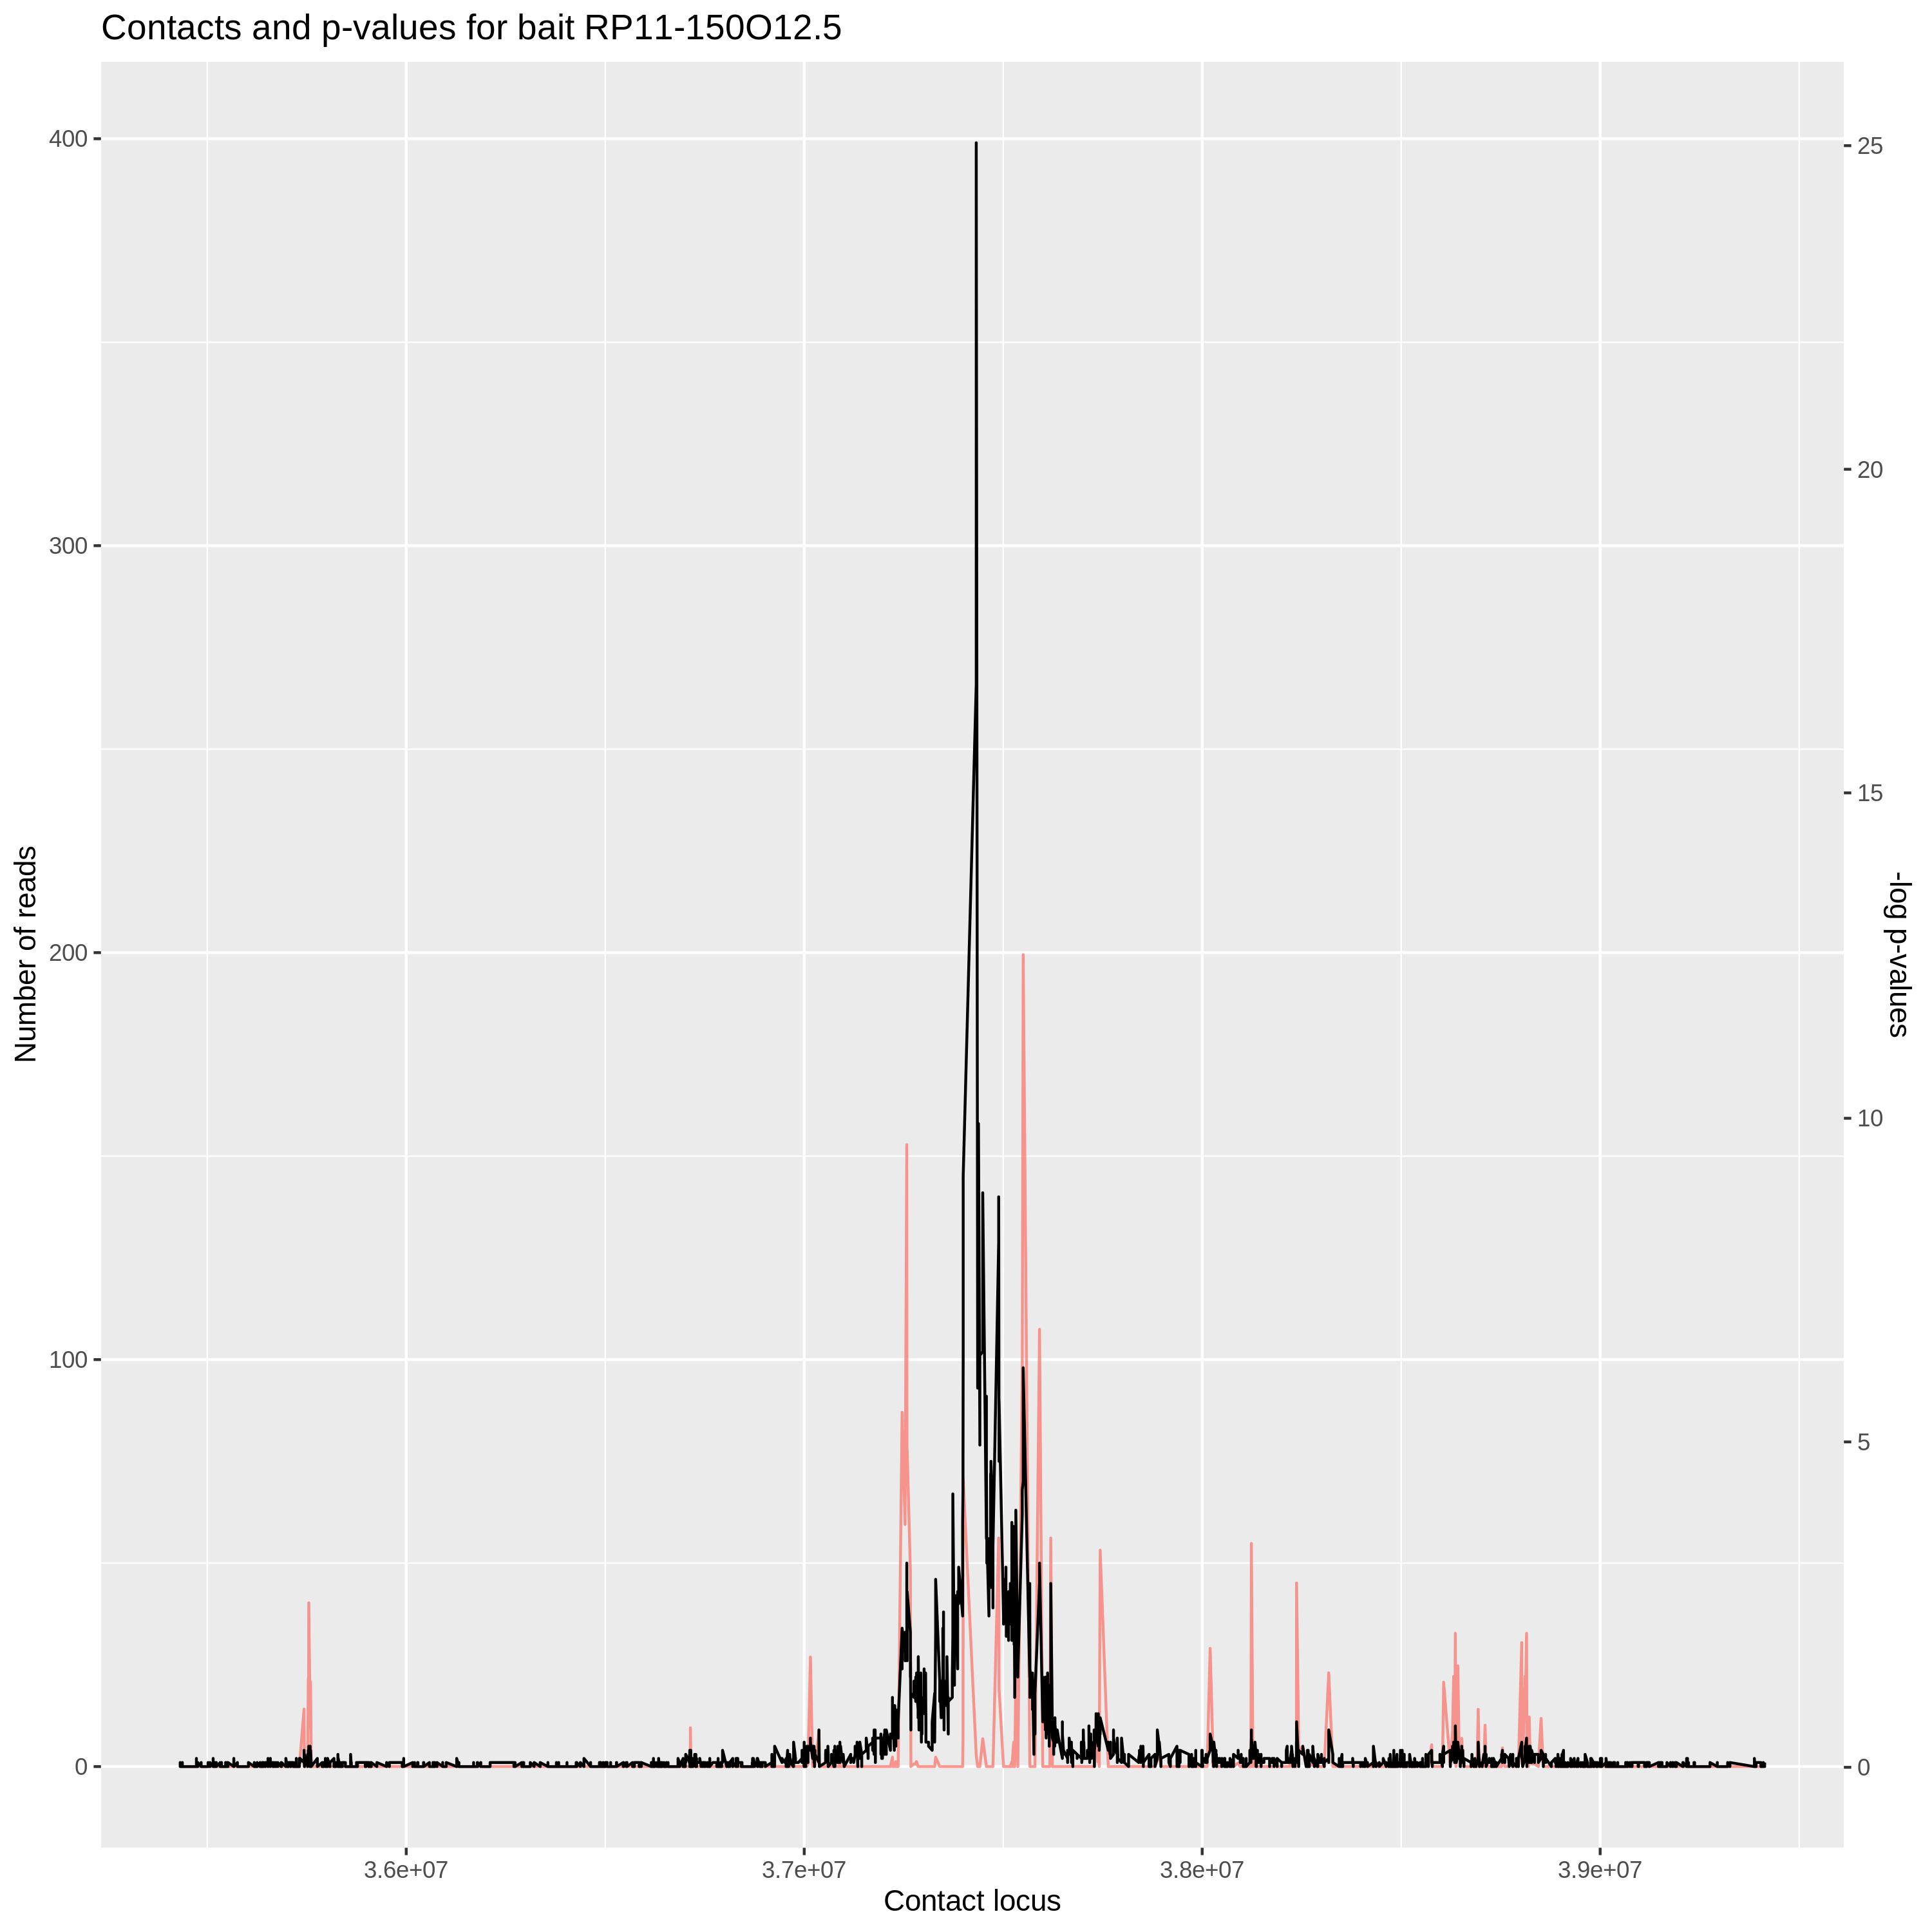 Contacts and p-values for bait RP11-150O12.5
400
300
200
100
0
Number of reads
25
20
15
10
5
0
-log p-values
3.6e+07
3.7e+07
3.8e+07
3.9e+07
Contact locus